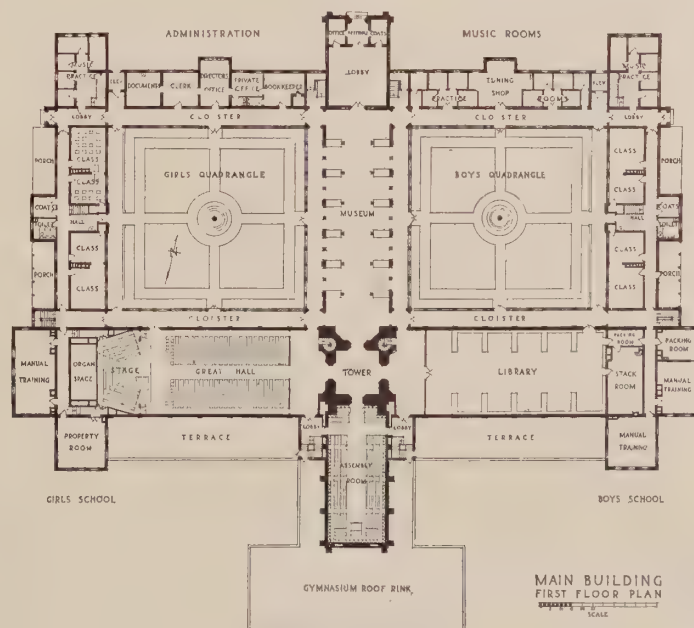 ADMINISTRATION
MUSIC ROOMS
OFFICE
COATS
LOBBY
MUSIC
PRACTICE
DOCUMENTS
CLERK
DIRECTORS
OFFICE
PRIVATE
OFFICE
BOOKKEEPER
PRACTICE
TUNING
SHOP
ROOMS
MUSIC
PRACTICE
LOBBY
CLOISTER
CLOISTER
LOBBY
PORCH
CLASS
CLASS
GIRLS QUADRANGLE
MUSEUM
BOYS QUADRANGLE
CLASS
CLASS
PORCH
COATS
TOILET
HALL
HALL
COATS
TOILET
PORCH
CLASS
CLASS
CLASS
CLASS
PORCH
CLOISTER
CLOISTER
MANUAL
TRAINING
ORGAN
SPACE
STAGE
GREAT HALL
TOWER
LIBRARY
PACKING
ROOM
STACK
ROOM
PACKING
ROOM
MANUAL
TRAINING
PROPERTY
ROOM
TERRACE
LOBBY
LOBBY
TERRACE
MANUAL
TRAINING
ASSEMBLY
ROOM
GIRLS SCHOOL
BOYS SCHOOL
GYMNASIUM ROOF RINK
MAIN BUILDING
FIRST FLOOR PLAN
SCALE